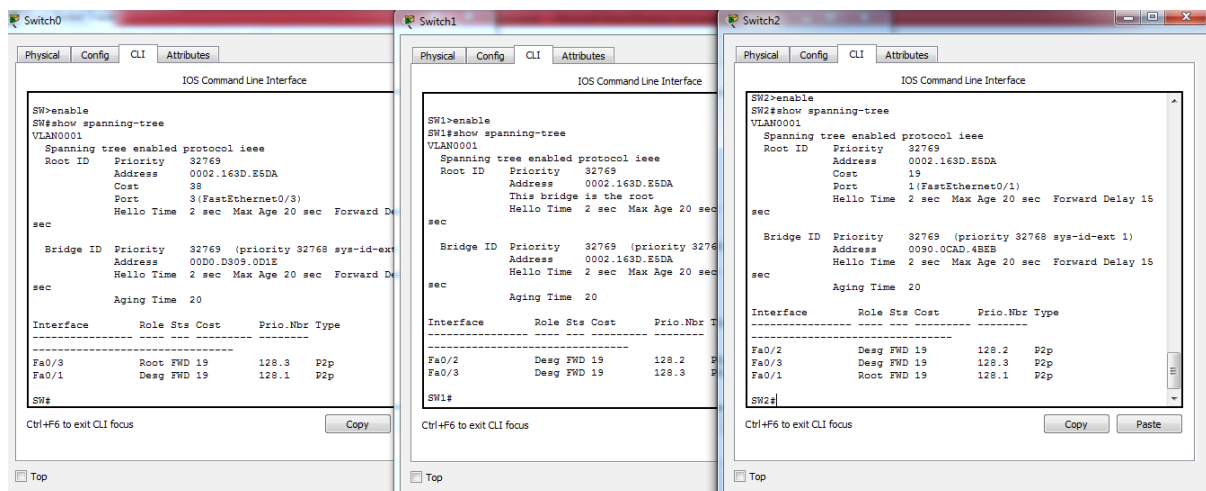 Switch0
Physical Config CLI Attributes
IOS Command Line Interface
SW>enable
SW#show spanning-tree
VLAN0001
Spanning tree enabled protocol ieee
Root ID Priority 32769
Address 0002.163D.E5DA
Cost 38
Port 3(FastEthernet0/3)
Hello Time 2 sec Max Age 20 sec Forward De
sec
Bridge ID Priority 32769 (priority 32768 sys-id-ext
Address 00D0.D309.0D1E
Hello Time 2 sec Max Age 20 sec Forward De
sec
Aging Time 20
Interface Role Sts Cost Prio.Nbr Type
---------------- ---- --- --------- --------
--------------------------------
Fa0/3 Root FWD 19 128.3 P2p
Fa0/1 Desg FWD 19 128.1 P2p
SW#
Ctrl+F6 to exit CLI focus
Copy
Top
Switch1
Physical Config CLI Attributes
IOS Command Line Interface
SW1>enable
SW1#show spanning-tree
VLAN0001
Spanning tree enabled protocol ieee
Root ID Priority 32769
Address 0002.163D.E5DA
This bridge is the root
Hello Time 2 sec Max Age 20 sec
sec
Bridge ID Priority 32769 (priority 3276
Address 0002.163D.E5DA
Hello Time 2 sec Max Age 20 sec
sec
Aging Time 20
Interface Role Sts Cost Prio.Nbr T
---------------- ---- --- --------- --------
--------------------------------
Fa0/2 Desg FWD 19 128.2 P
Fa0/3 Desg FWD 19 128.3 P
SW1#
Ctrl+F6 to exit CLI focus
Top
Switch2
Physical Config CLI Attributes
IOS Command Line Interface
SW2>enable
SW2#show spanning-tree
VLAN0001
Spanning tree enabled protocol ieee
Root ID Priority 32769
Address 0002.163D.E5DA
Cost 19
Port 1(FastEthernet0/1)
Hello Time 2 sec Max Age 20 sec Forward Delay 15
sec
Bridge ID Priority 32769 (priority 32768 sys-id-ext 1)
Address 0090.0CAD.4BEB
Hello Time 2 sec Max Age 20 sec Forward Delay 15
sec
Aging Time 20
Interface Role Sts Cost Prio.Nbr Type
---------------- ---- --- --------- --------
--------------------------------
Fa0/2 Desg FWD 19 128.2 P2p
Fa0/3 Desg FWD 19 128.3 P2p
Fa0/1 Root FWD 19 128.1 P2p
SW2#
Ctrl+F6 to exit CLI focus
Copy Paste
Top